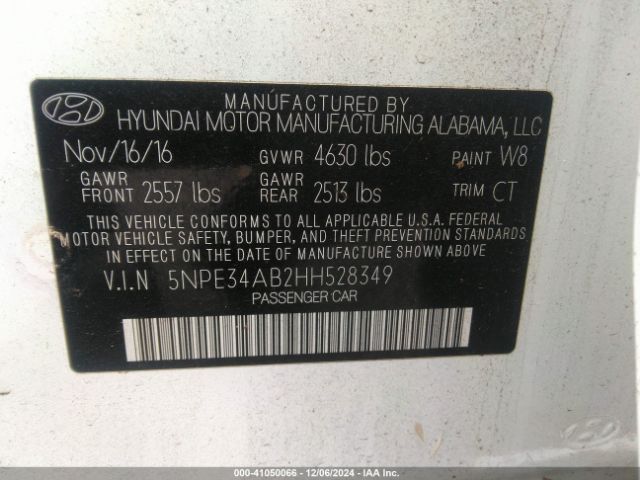 MANUFACTURED BY
HYUNDAI MOTOR MANUFACTURING ALABAMA, LLC
Nov/16/16 GVWR 4630 lbs PAINT W8
GAWR FRONT 2557 lbs GAWR REAR 2513 lbs TRIM CT
THIS VEHICLE CONFORMS TO ALL APPLICABLE U.S.A. FEDERAL
MOTOR VEHICLE SAFETY, BUMPER, AND THEFT PREVENTION STANDARDS
IN EFFECT ON THE DATE OF MANUFACTURE SHOWN ABOVE.
V.I.N 5NPE34AB2HH528349
PASSENGER CAR
000-41050066 - 12/06/2024 - IAA Inc.